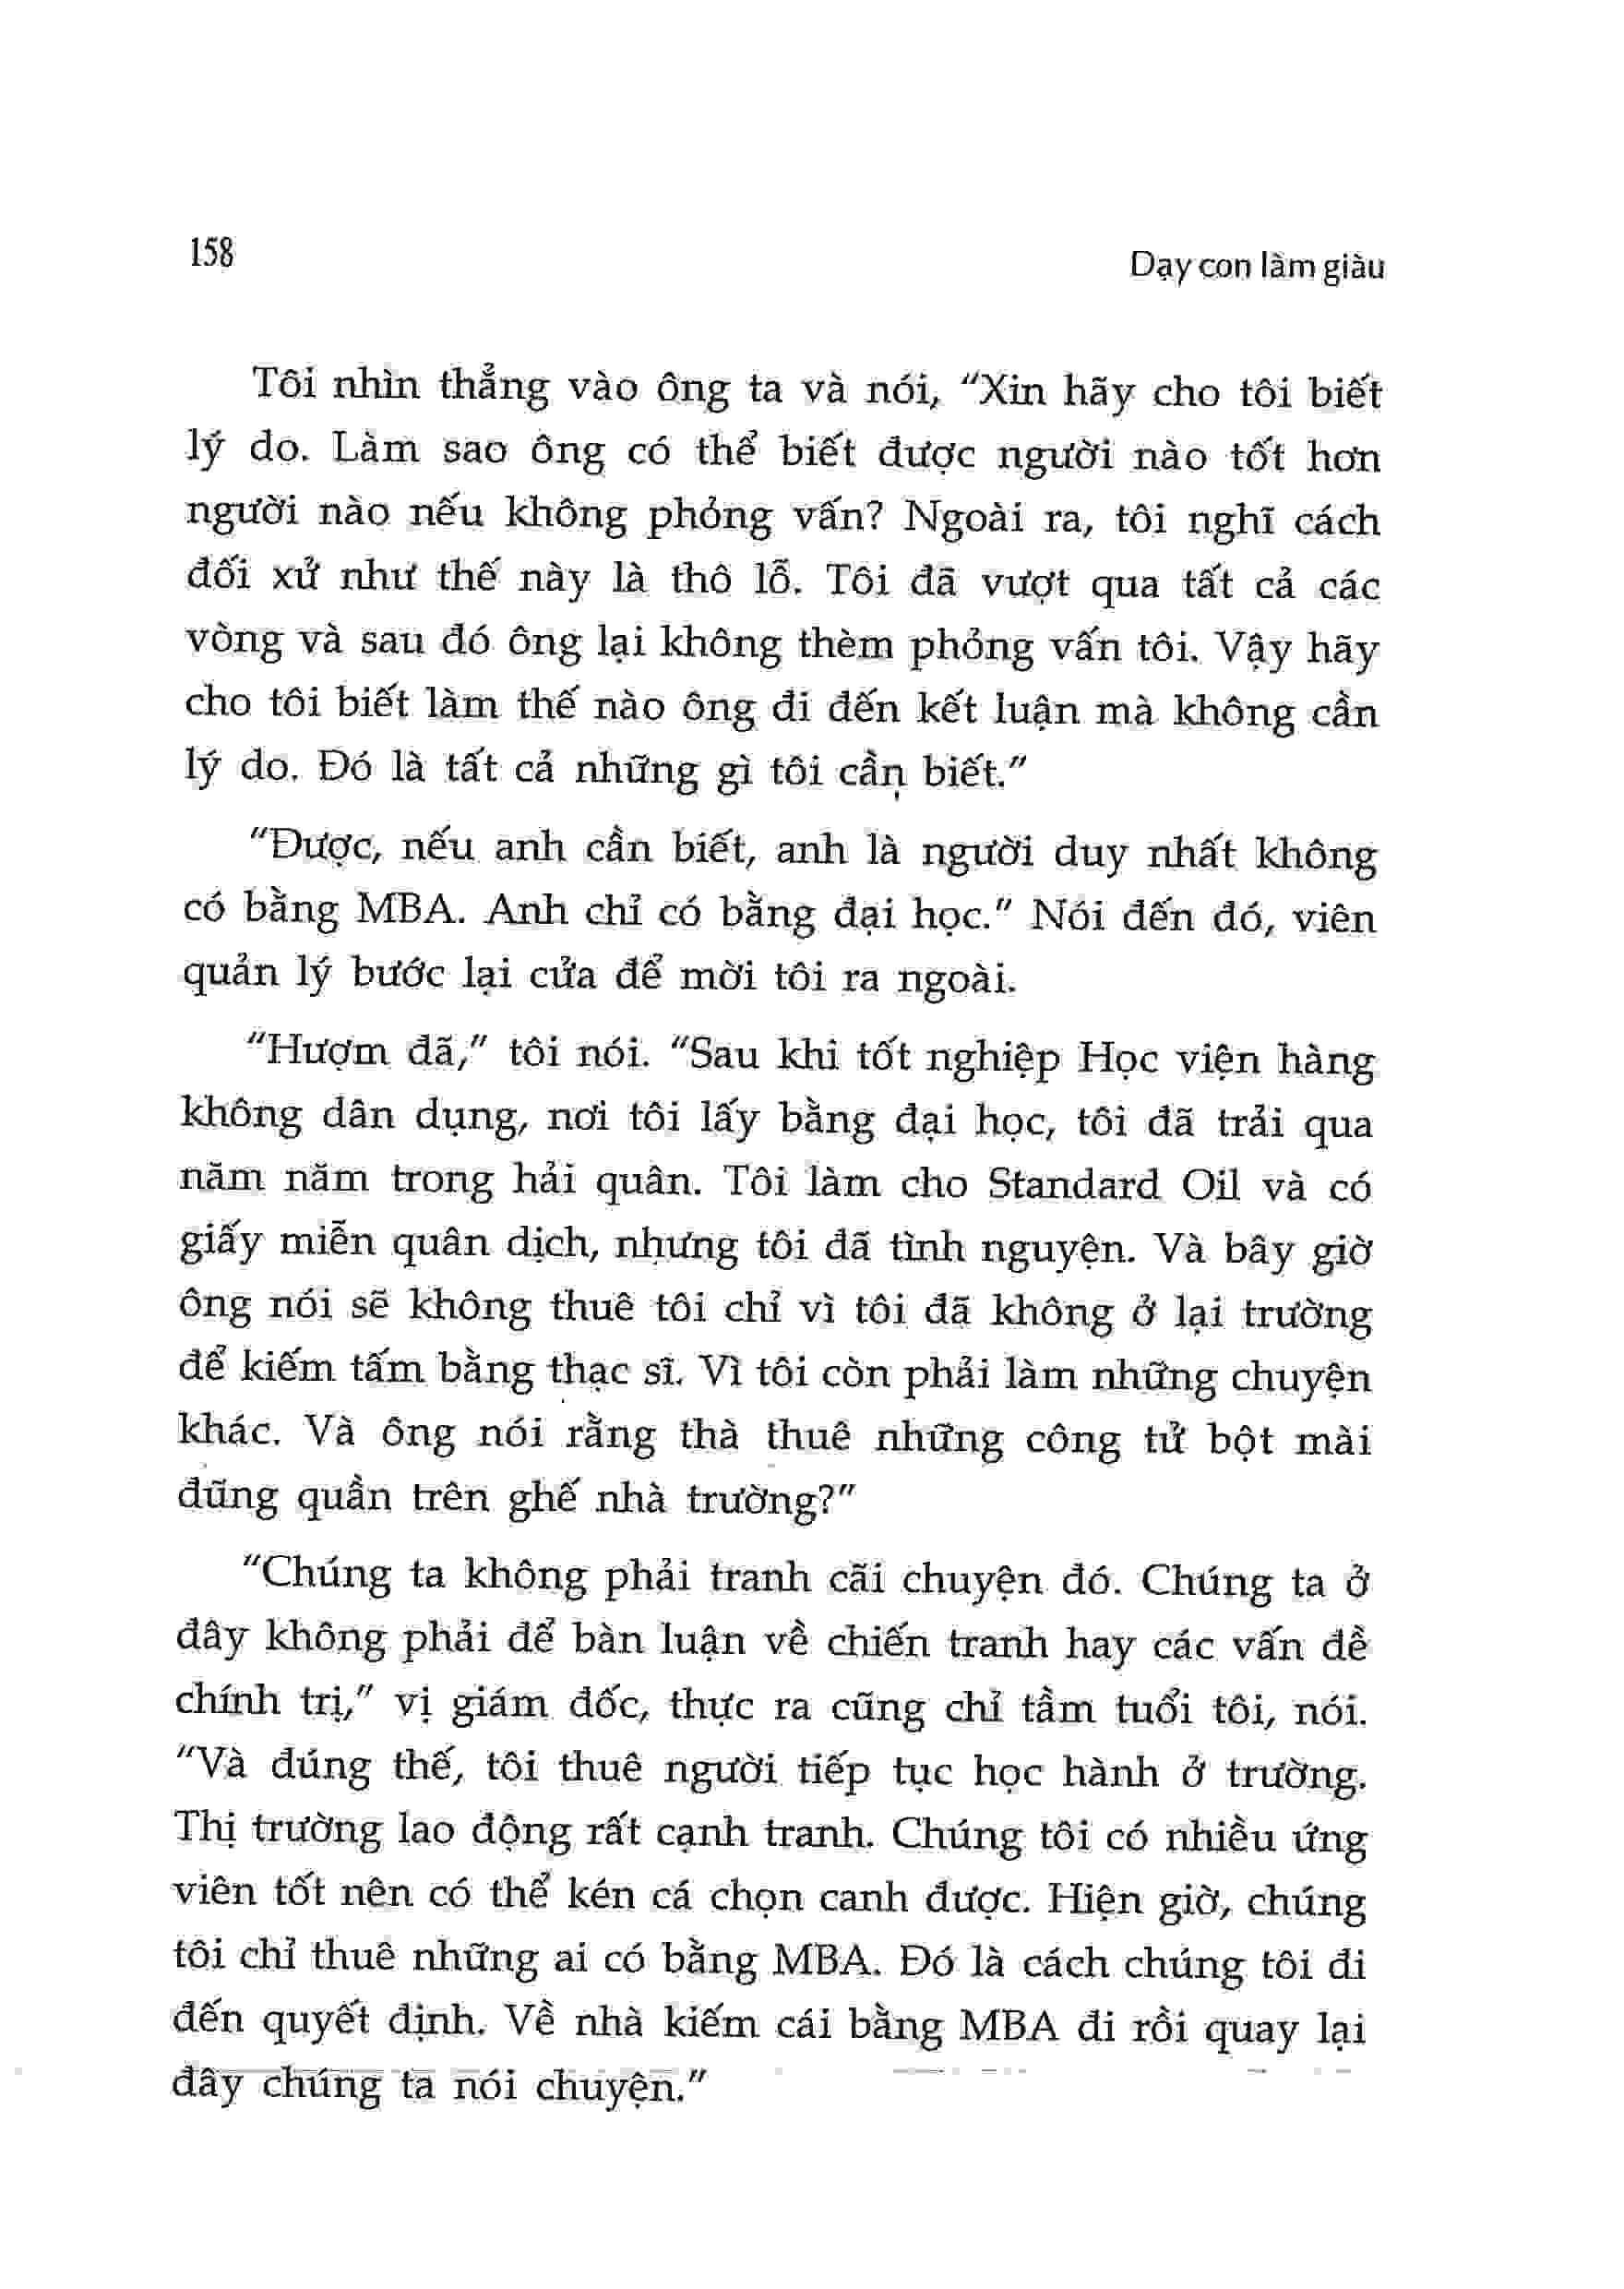 158
Dạy con làm giàu
Tôi nhìn thẳng vào ông ta và nói, “Xin hãy cho tôi biết
lý do. Làm sao ông có thể biết được người nào tốt hơn
người nào nếu không phỏng vấn? Ngoài ra, tôi nghĩ cách
đối xử như thế này là thô lỗ. Tôi đã vượt qua tất cả các
vòng và sau đó ông lại không thèm phỏng vấn tôi. Vậy hãy
cho tôi biết làm thế nào ông đi đến kết luận mà không cần
lý do. Đó là tất cả những gì tôi cần biết.”
“Được, nếu anh cần biết, anh là người duy nhất không
có bằng MBA. Anh chỉ có bằng đại học.” Nói đến đó, viên
quản lý bước lại cửa để mời tôi ra ngoài.
“Hượm đã,” tôi nói. “Sau khi tốt nghiệp Học viện hàng
không dân dụng, nơi tôi lấy bằng đại học, tôi đã trải qua
năm năm trong hải quân. Tôi làm cho Standard Oil và có
giấy miễn quân dịch, nhưng tôi đã tình nguyện. Và bây giờ
ông nói sẽ không thuê tôi chỉ vì tôi đã không ở lại trường
để kiếm tấm bằng thạc sĩ. Vì tôi còn phải làm những chuyện
khác. Và ông nói rằng thà thuê những công tử bột mài
đũng quần trên ghế nhà trường?”
“Chúng ta không phải tranh cãi chuyện đó. Chúng ta ở
đây không phải để bàn luận về chiến tranh hay các vấn đề
chính trị,” vị giám đốc, thực ra cũng chỉ tầm tuổi tôi, nói.
“Và đúng thế, tôi thuê người tiếp tục học hành ở trường.
Thị trường lao động rất cạnh tranh. Chúng tôi có nhiều ứng
viên tốt nên có thể kén cá chọn canh được. Hiện giờ, chúng
tôi chỉ thuê những ai có bằng MBA. Đó là cách chúng tôi đi
đến quyết định. Về nhà kiếm cái bằng MBA đi rồi quay lại
đây chúng ta nói chuyện.”